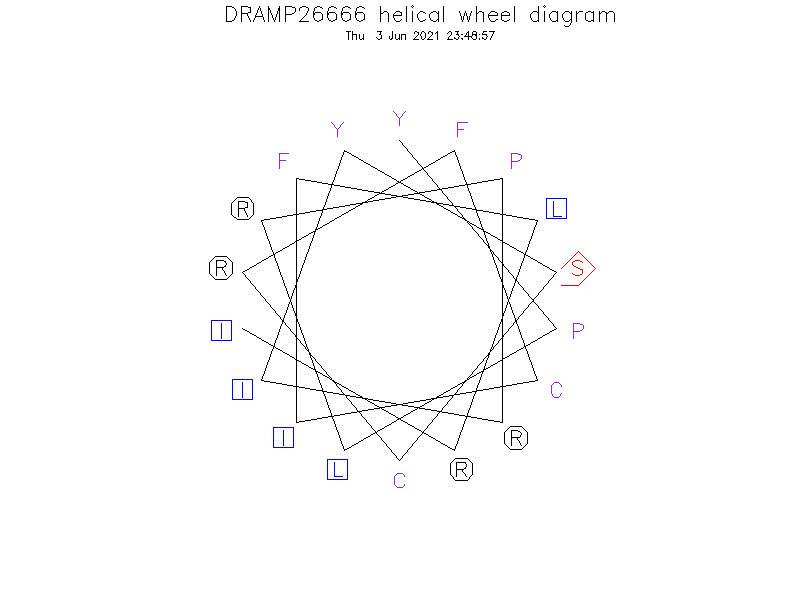 DRAMP26666 helical wheel diagram
Thu 3 Jun 2021 23:48:57
Y
Y F
F P
R L
R S
I P
I C
I R
L R
C